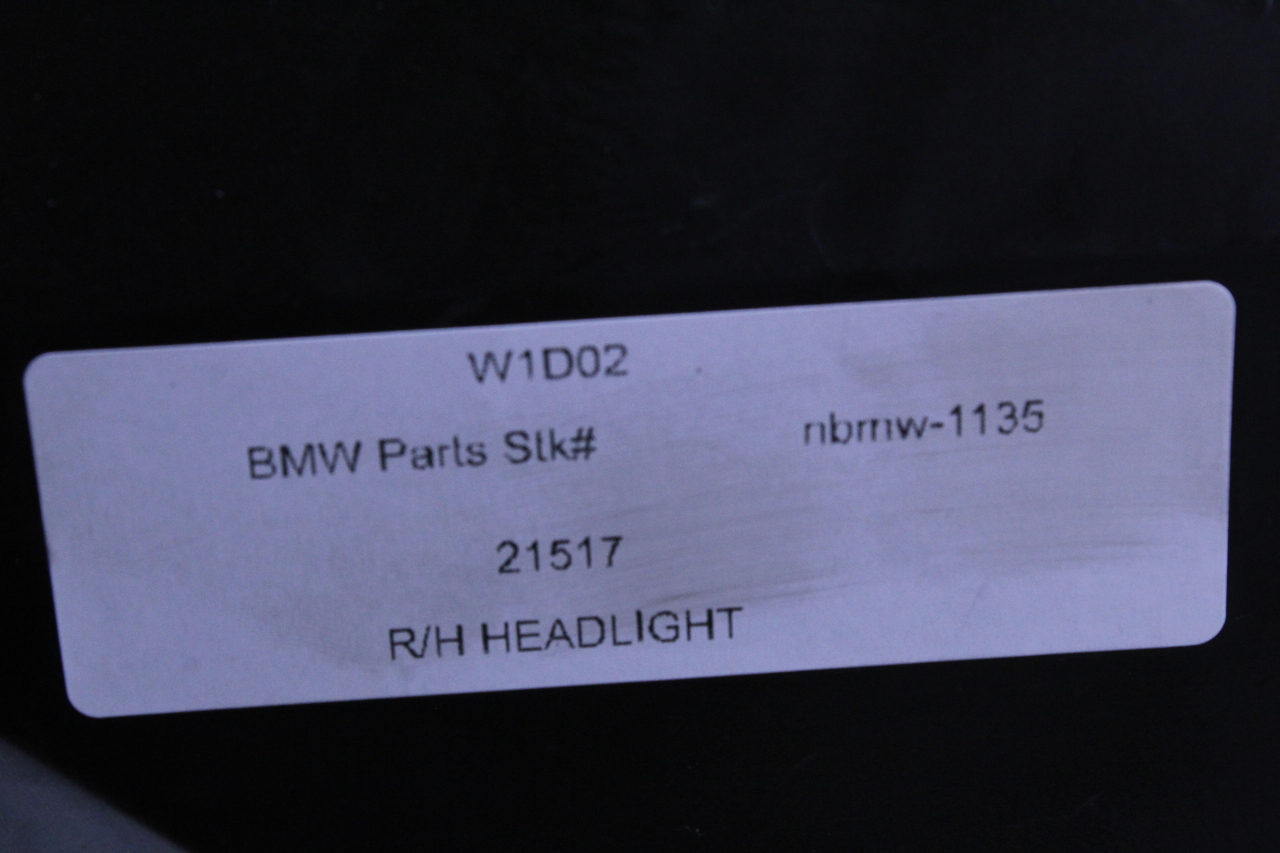 W1D02
BMW Parts Stk# nbmw-1135
21517
R/H HEADLIGHT